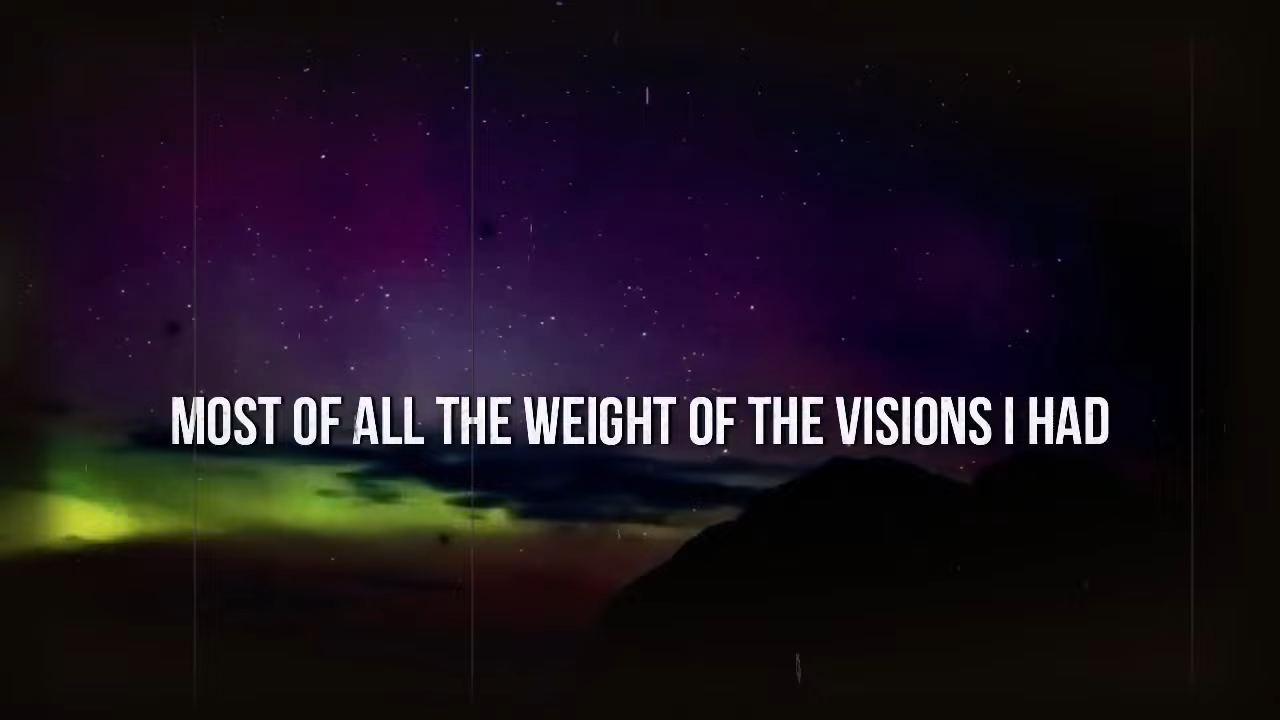 MOST OF ALL THE WEIGHT OF THE VISIONS I HAD